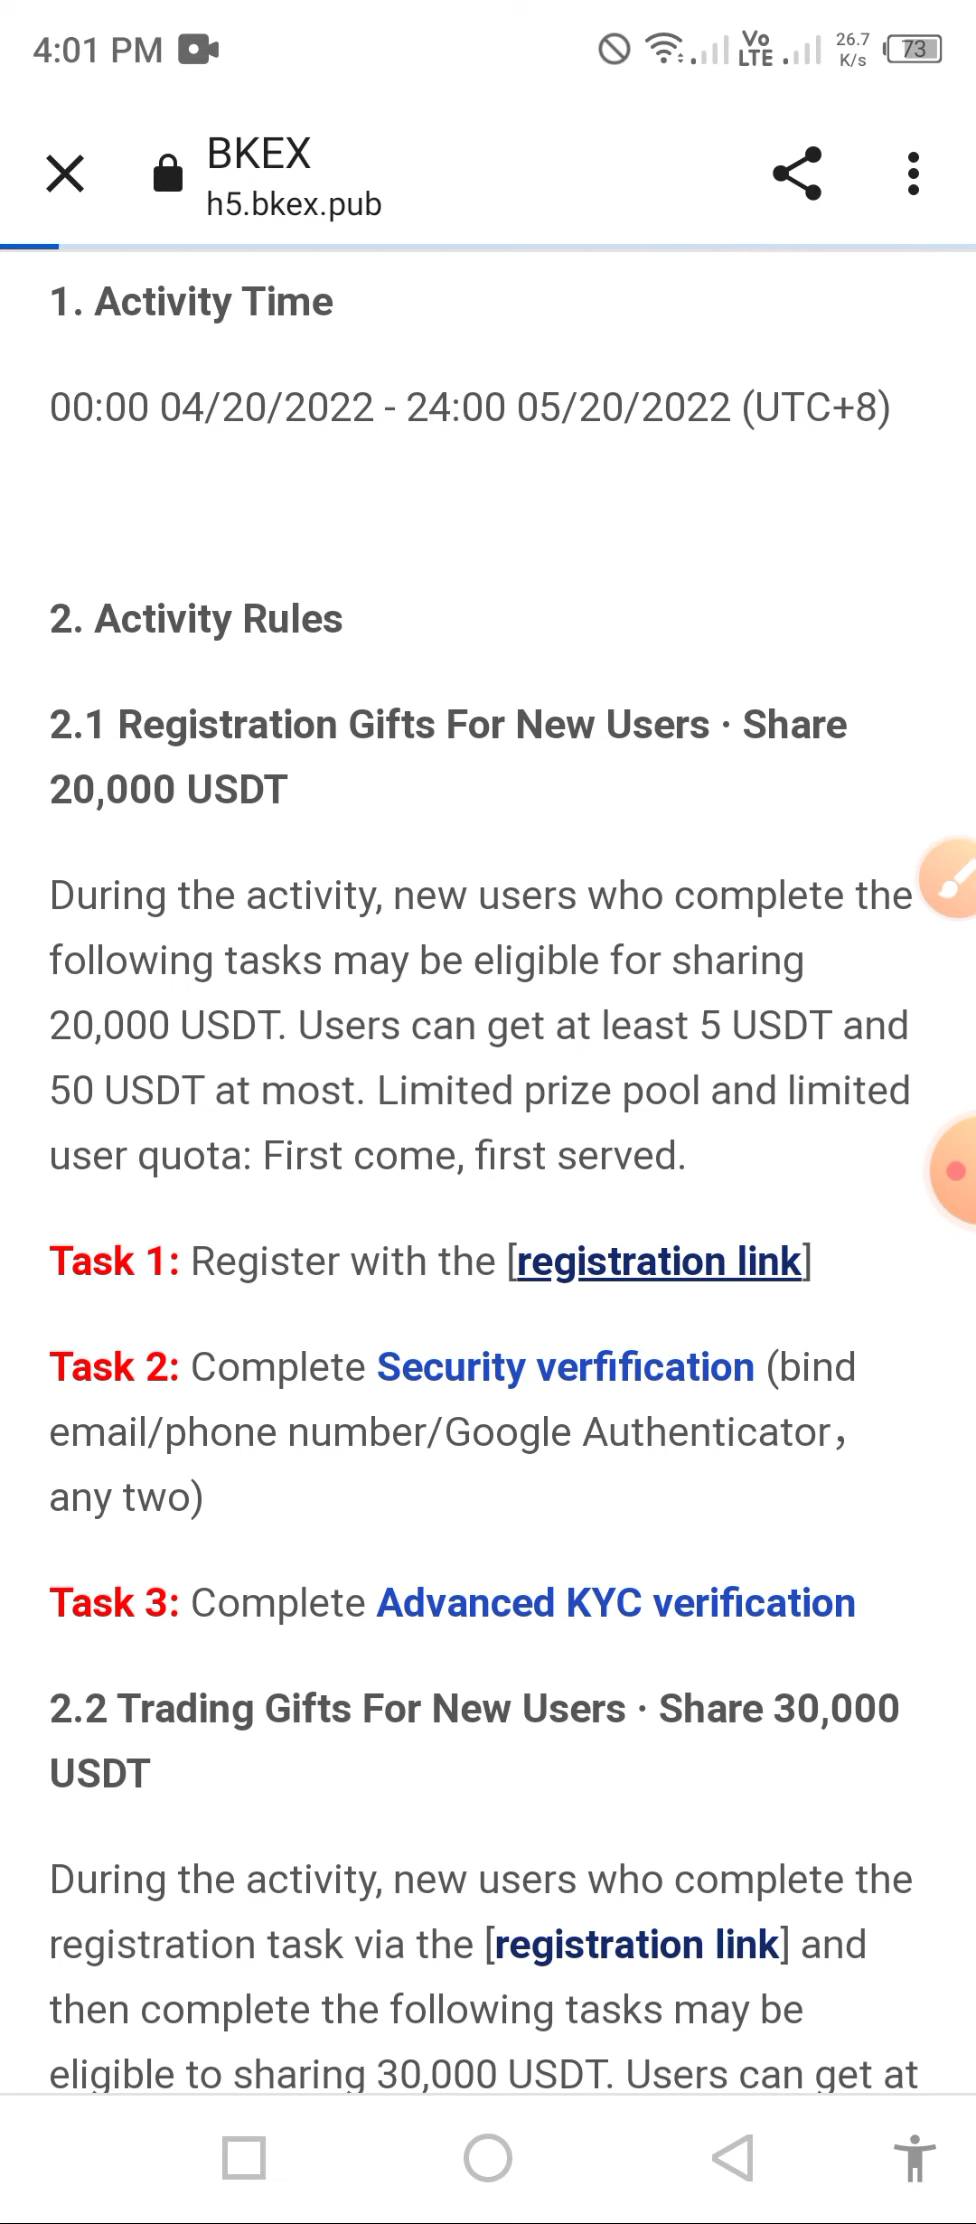 4:01 PM
Vo LTE
26.7 K/s
73
BKEX
h5.bkex.pub
1. Activity Time
00:00 04/20/2022 - 24:00 05/20/2022 (UTC+8)
2. Activity Rules
2.1 Registration Gifts For New Users · Share
20,000 USDT
During the activity, new users who complete the
following tasks may be eligible for sharing
20,000 USDT. Users can get at least 5 USDT and
50 USDT at most. Limited prize pool and limited
user quota: First come, first served.
Task 1: Register with the [registration link]
Task 2: Complete Security verfification (bind
email/phone number/Google Authenticator，
any two)
Task 3: Complete Advanced KYC verification
2.2 Trading Gifts For New Users · Share 30,000
USDT
During the activity, new users who complete the
registration task via the [registration link] and
then complete the following tasks may be
eligible to sharing 30,000 USDT. Users can get at